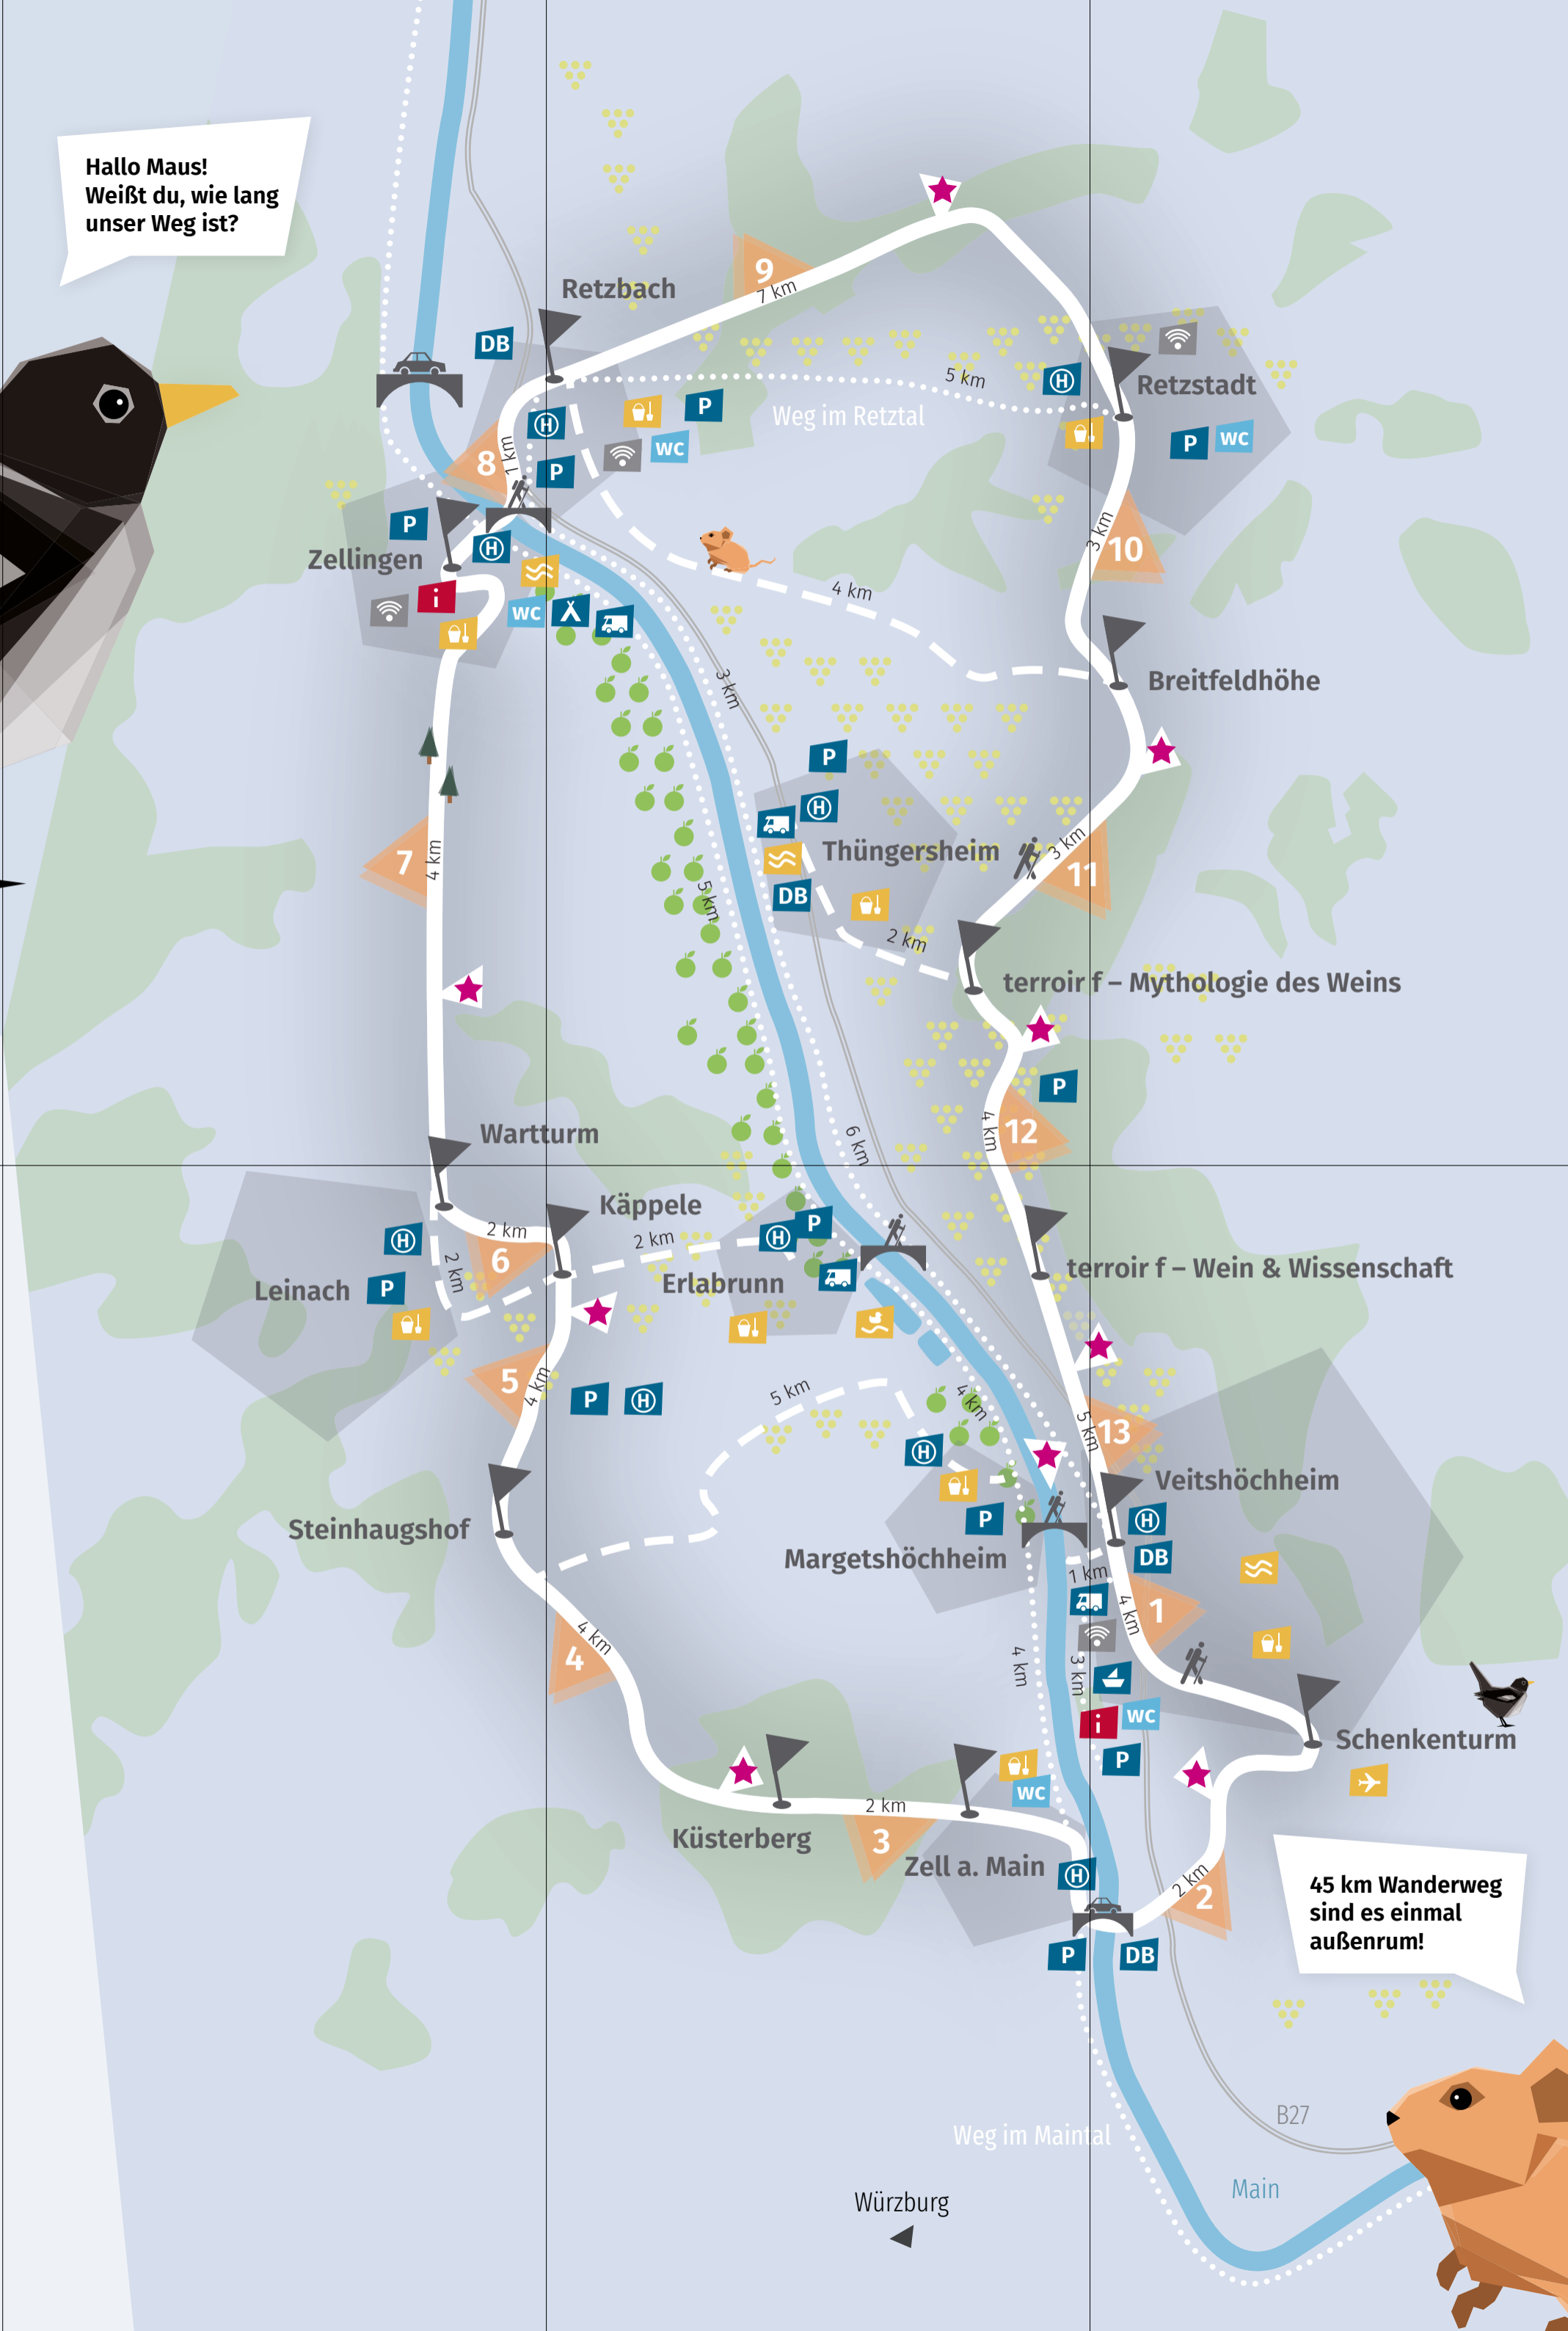 Hallo Maus!
Weißt du, wie lang
unser Weg ist?
9
7 km
Retzbach
DB
5 km
H
Retzstadt
Weg im Retztal
P
H
P
WC
8
1 km
WC
P
P
3 km
10
H
Zellingen
i
WC
4 km
3 km
Breitfeldhöhe
P
H
Thüngersheim
3 km
11
7
4 km
5 km
DB
2 km
terroir f – Mythologie des Weins
P
4 km
12
6 km
Wartturm
Käppele
2 km
2 km
H
P
H
6
2 km
Leinach
P
Erlabrunn
terroir f – Wein & Wissenschaft
5
4 km
P
H
5 km
4 km
5 km
13
H
Veitshöchheim
P
H
Steinhaugshof
Margetshöchheim
DB
1 km
4 km
1
4
4 km
4 km
3 km
i
WC
P
Schenkenturm
WC
2 km
Küsterberg
3
Zell a. Main
H
2 km
2
45 km Wanderweg
sind es einmal
außenrum!
P
DB
B27
Weg im Maintal
Main
Würzburg